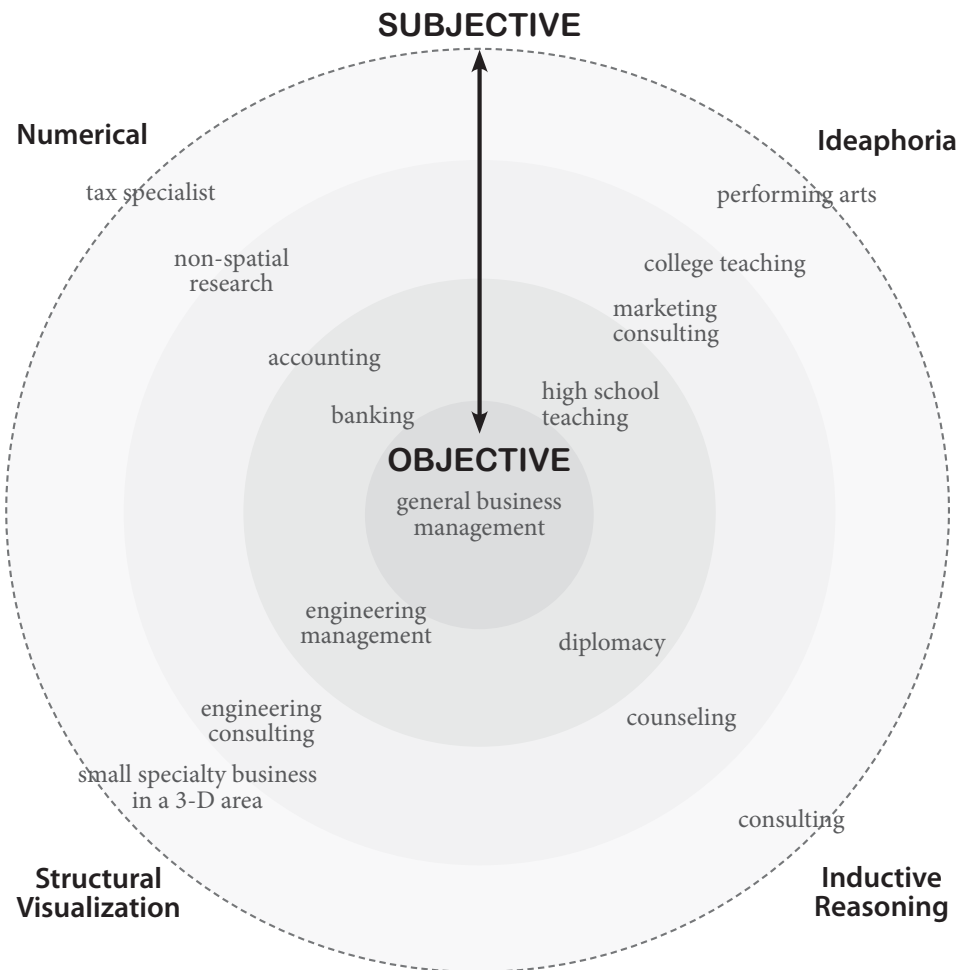 SUBJECTIVE
Numerical
Ideaphoria
tax specialist
performing arts
non-spatial
research
college teaching
marketing
consulting
accounting
high school
teaching
banking
OBJECTIVE
general business
management
engineering
management
diplomacy
engineering
consulting
counseling
small specialty business
in a 3-D area
consulting
Structural
Visualization
Inductive
Reasoning